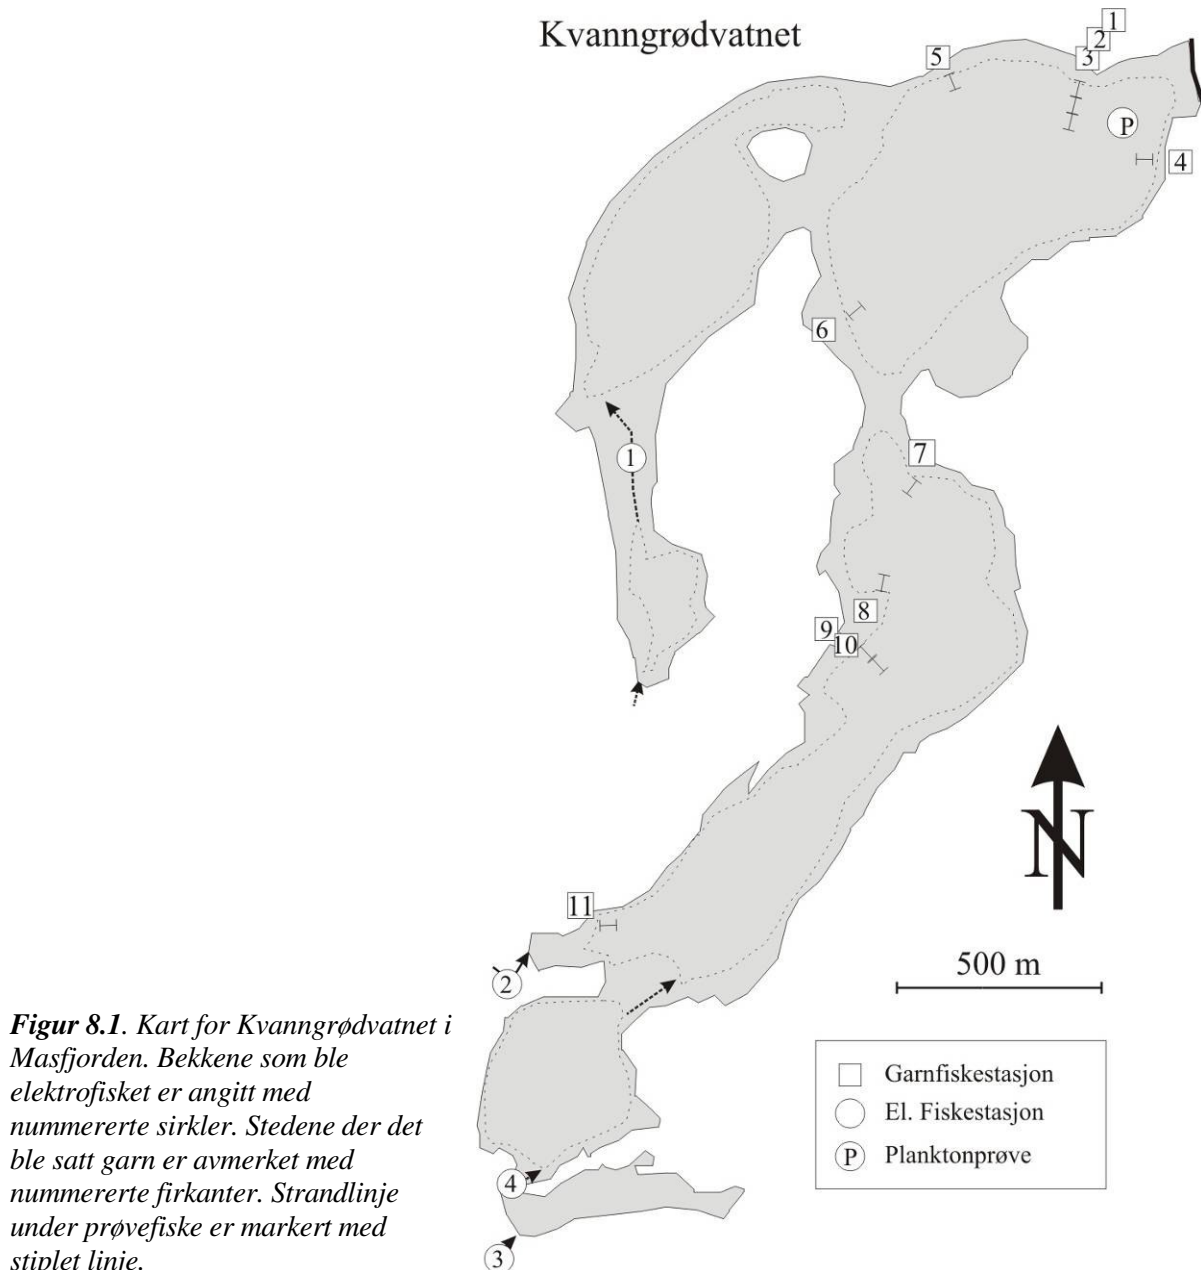 Kvanngrødvatnet
1
2
3
5
P
4
6
1
7
8
9
10
11
2
N
500 m
Garnfiskestasjon
El. Fiskestasjon
P Planktonprøve
4
3
Figur 8.1. Kart for Kvanngrødvatnet i
Masfjorden. Bekkene som ble
elektrofisket er angitt med
nummererte sirkler. Stedene der det
ble satt garn er avmerket med
nummererte firkanter. Strandlinje
under prøvefiske er markert med
stiplet linje.